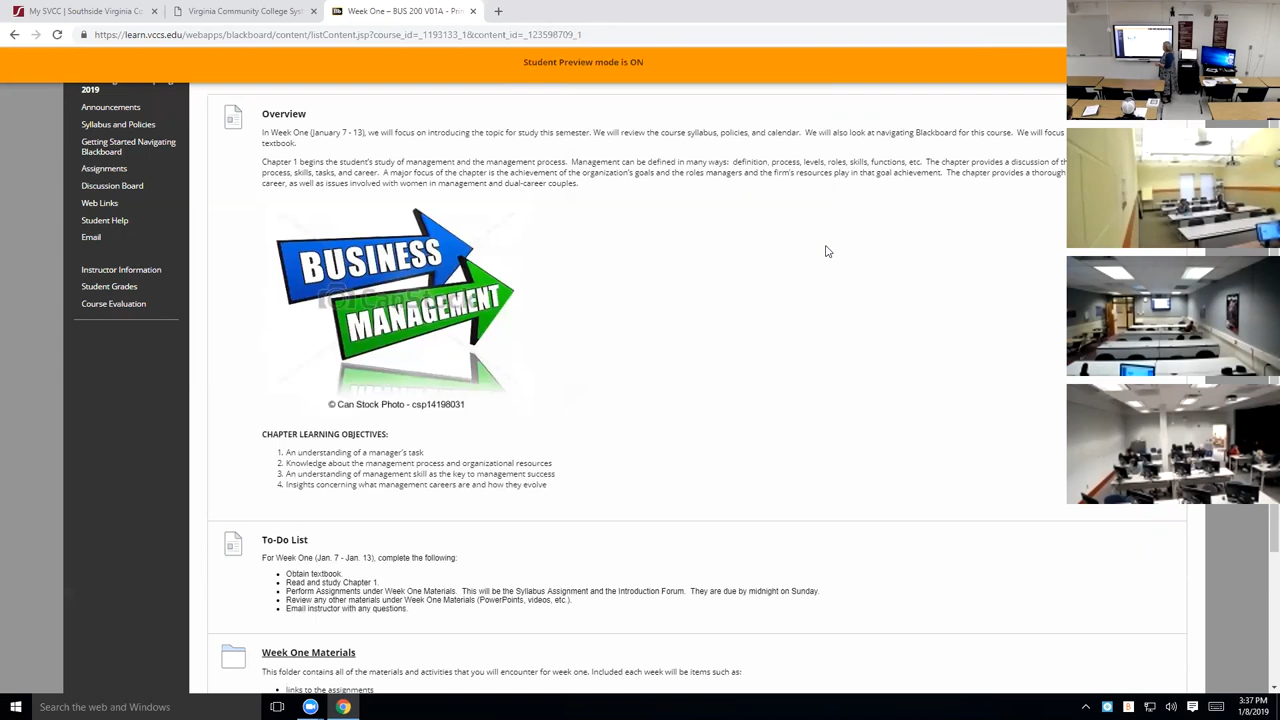 My SVCC | Southside Virginia Co
Virginia Community College Sys
Week One – BUS 200 V01A - Pri
https://learn.vccs.edu/webapps/blackboard/content/listContent.jsp?course_id=_1193133_1&content_id=_123598709_1
Student Preview mode is ON
2019
Announcements
Syllabus and Policies
Getting Started Navigating
Blackboard
Assignments
Discussion Board
Web Links
Student Help
Email
Instructor Information
Student Grades
Course Evaluation
Overview
In Week One (January 7 - 13), we will focus on introducing the topic for study this semester. We will review the course syllabus, policies, and calendar. We will also look at navigating Blackboard for this course. We will focus
textbook.
Chapter 1 begins the student's study of management and the management process. Management can be defined in many ways: definition, process, levels, roles, skills, functions, etc. The chapter provides a discussion of th
process, skills, tasks, and career. A major focus of the chapter is the achievement of the organization's goals and the roles managers and the firm's resources play in that goal achievement. The chapter provides a thorough
career, as well as issues involved with women in management and dual-career couples.
BUSINESS
MANAGEMENT
© Can Stock Photo - csp14198031
CHAPTER LEARNING OBJECTIVES:
1. An understanding of a manager's task
2. Knowledge about the management process and organizational resources
3. An understanding of management skill as the key to management success
4. Insights concerning what management careers are and how they evolve
To-Do List
For Week One (Jan. 7 - Jan. 13), complete the following:
• Obtain textbook.
• Read and study Chapter 1.
• Perform Assignments under Week One Materials. This will be the Syllabus Assignment and the Introduction Forum. They are due by midnight on Sunday.
• Review any other materials under Week One Materials (PowerPoints, videos, etc.).
• Email instructor with any questions.
Week One Materials
This folder contains all of the materials and activities that you will encounter for week one. Included each week will be items such as:
• links to the assignments
Search the web and Windows
3:37 PM
1/8/2019